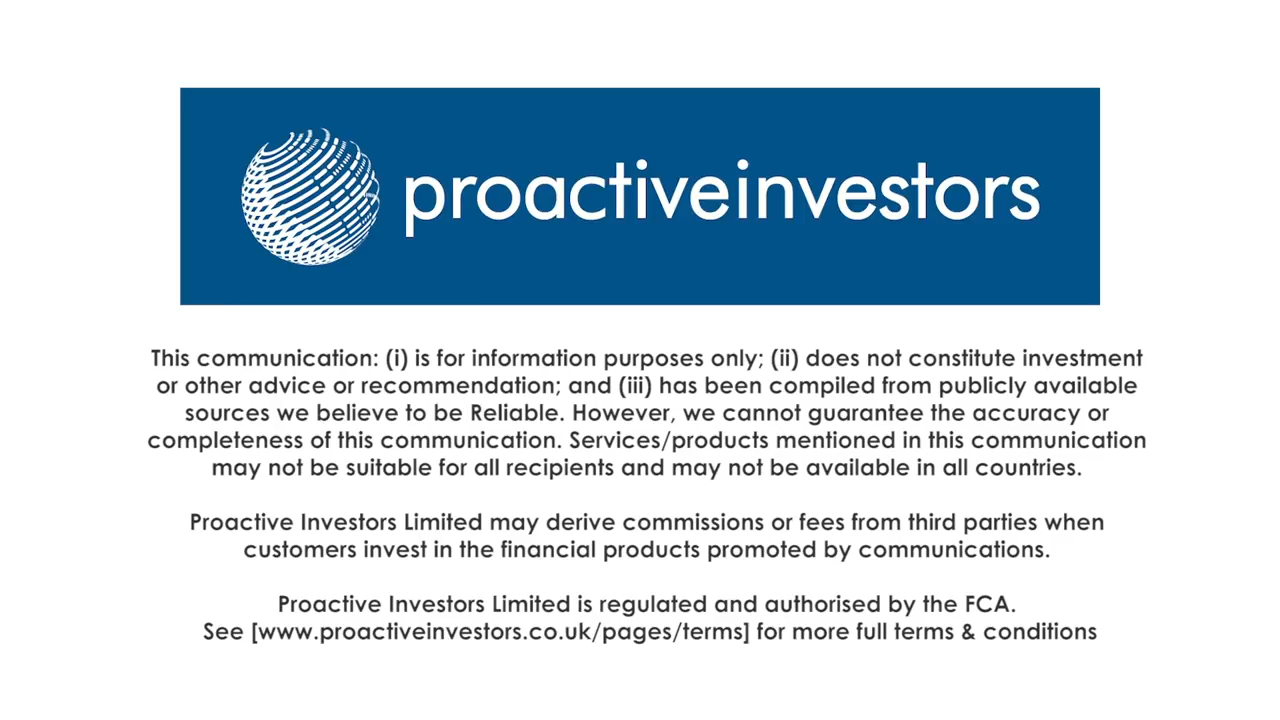 proactiveinvestors
This communication: (i) is for information purposes only; (ii) does not constitute investment
or other advice or recommendation; and (iii) has been compiled from publicly available
sources we believe to be Reliable. However, we cannot guarantee the accuracy or
completeness of this communication. Services/products mentioned in this communication
may not be suitable for all recipients and may not be available in all countries.
Proactive Investors Limited may derive commissions or fees from third parties when
customers invest in the financial products promoted by communications.
Proactive Investors Limited is regulated and authorised by the FCA.
See [www.proactiveinvestors.co.uk/pages/terms] for more full terms & conditions